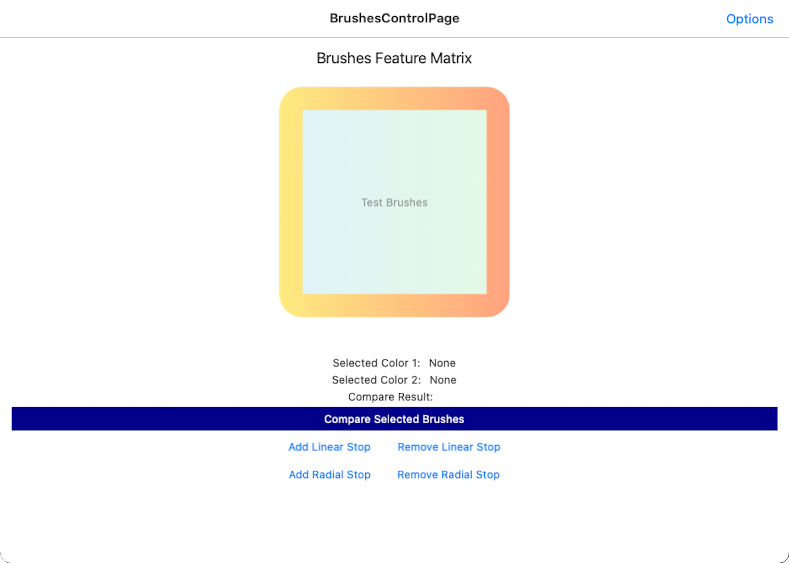 BrushesControlPage
Options
Brushes Feature Matrix
Test Brushes
Selected Color 1: None
Selected Color 2: None
Compare Result:
Compare Selected Brushes
Add Linear Stop Remove Linear Stop
Add Radial Stop Remove Radial Stop